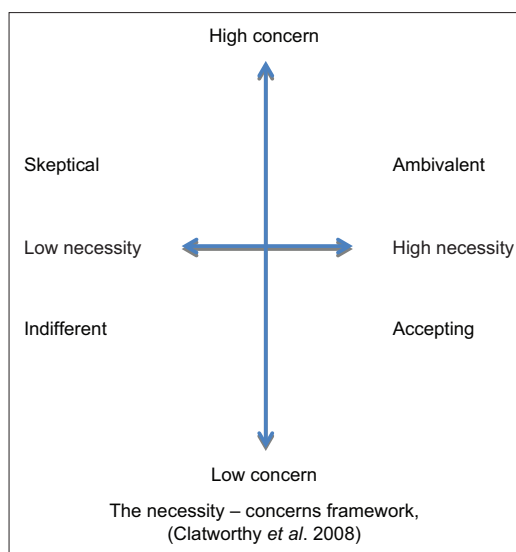 High concern
Skeptical
Ambivalent
Low necessity
High necessity
Indifferent
Accepting
Low concern
The necessity – concerns framework,
(Clatworthy et al. 2008)